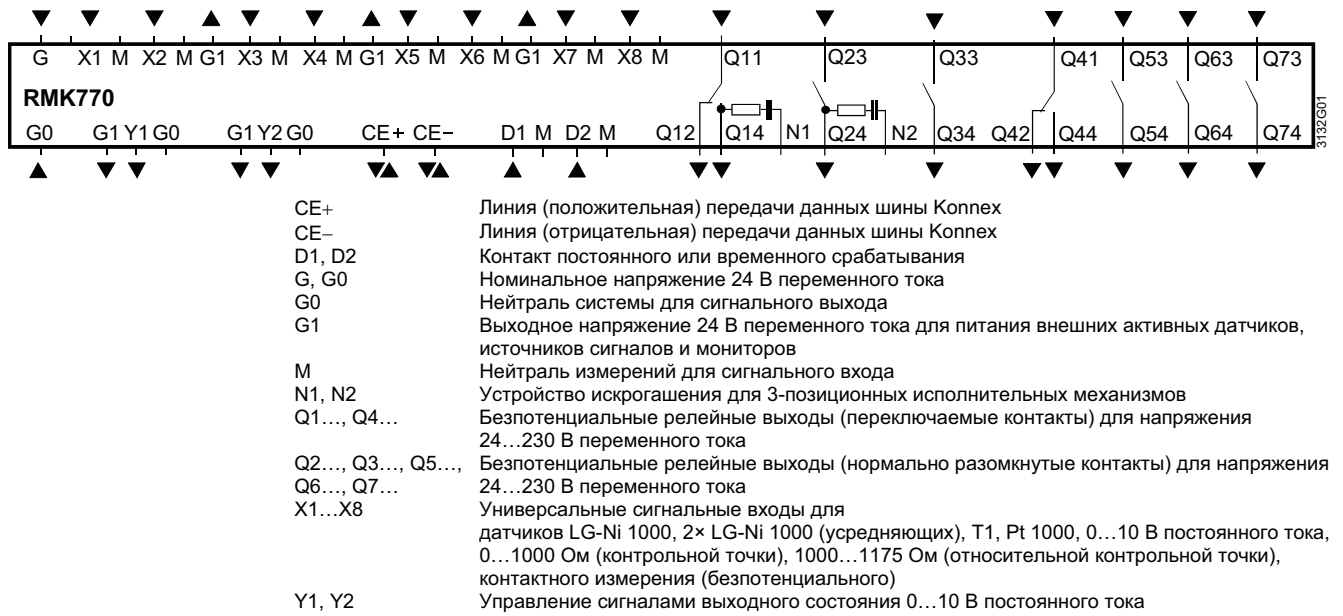 G X1 M X2 M G1 X3 M X4 M G1 X5 M X6 M G1 X7 M X8 M Q11 Q23 Q33 Q41 Q53 Q63 Q73
RMK770
G0 G1 Y1 G0 G1 Y2 G0 CE+ CE− D1 M D2 M Q12 Q14 N1 Q24 N2 Q34 Q42 Q44 Q54 Q64 Q74
3132G01
CE+ Линия (положительная) передачи данных шины Konnex
CE− Линия (отрицательная) передачи данных шины Konnex
D1, D2 Контакт постоянного или временного срабатывания
G, G0 Номинальное напряжение 24 В переменного тока
G0 Нейтраль системы для сигнального выхода
G1 Выходное напряжение 24 В переменного тока для питания внешних активных датчиков,
источников сигналов и мониторов
M Нейтраль измерений для сигнального входа
N1, N2 Устройство искрогашения для 3-позиционных исполнительных механизмов
Q1…, Q4… Безпотенциальные релейные выходы (переключаемые контакты) для напряжения
24…230 В переменного тока
Q2…, Q3…, Q5…, Безпотенциальные релейные выходы (нормально разомкнутые контакты) для напряжения
Q6…, Q7… 24…230 В переменного тока
X1…X8 Универсальные сигнальные входы для
датчиков LG-Ni 1000, 2× LG-Ni 1000 (усредняющих), T1, Pt 1000, 0…10 В постоянного тока,
0…1000 Ом (контрольной точки), 1000…1175 Ом (относительной контрольной точки),
контактного измерения (безпотенциального)
Y1, Y2 Управление сигналами выходного состояния 0…10 В постоянного тока